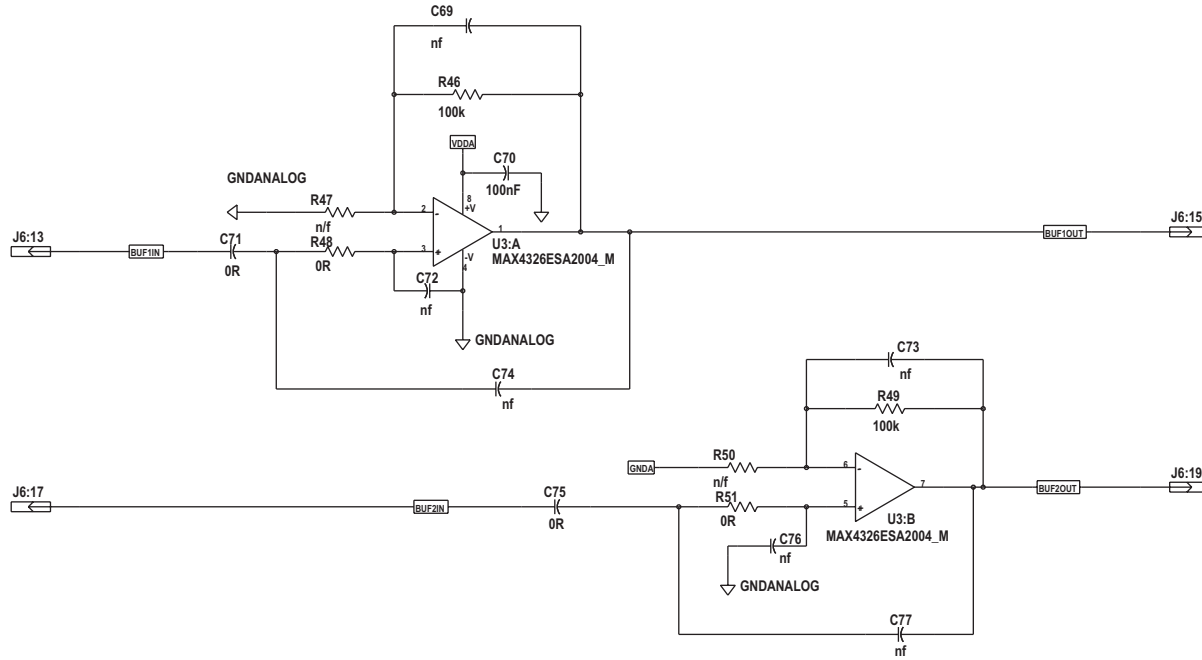 C69
nf
R46
100k
VDDA
C70
100nF
GNDANALOG
R47
n/f
2
-
8
+V
1
J6:13
BUF1IN
C71
0R
R48
0R
3
+
-V
4
U3:A
MAX4326ESA2004_M
C72
nf
GNDANALOG
BUF1OUT
J6:15
C74
nf
C73
nf
R49
100k
GNDA
R50
n/f
6
-
7
J6:17
BUF2IN
C75
0R
R51
0R
5
+
U3:B
MAX4326ESA2004_M
BUF2OUT
J6:19
C76
nf
GNDANALOG
C77
nf